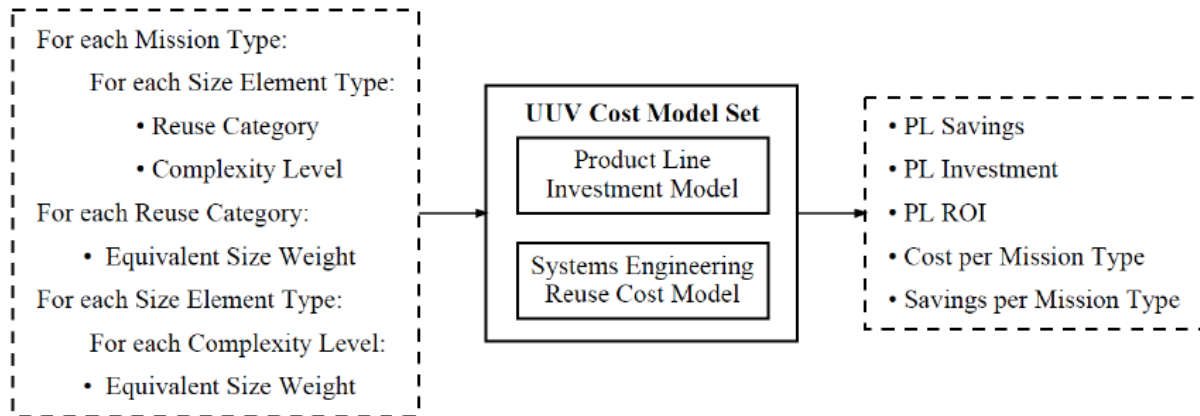 For each Mission Type:
For each Size Element Type:
• Reuse Category
• Complexity Level
For each Reuse Category:
• Equivalent Size Weight
For each Size Element Type:
For each Complexity Level:
• Equivalent Size Weight
UUV Cost Model Set
Product Line
Investment Model
Systems Engineering
Reuse Cost Model
• PL Savings
• PL Investment
• PL ROI
• Cost per Mission Type
• Savings per Mission Type